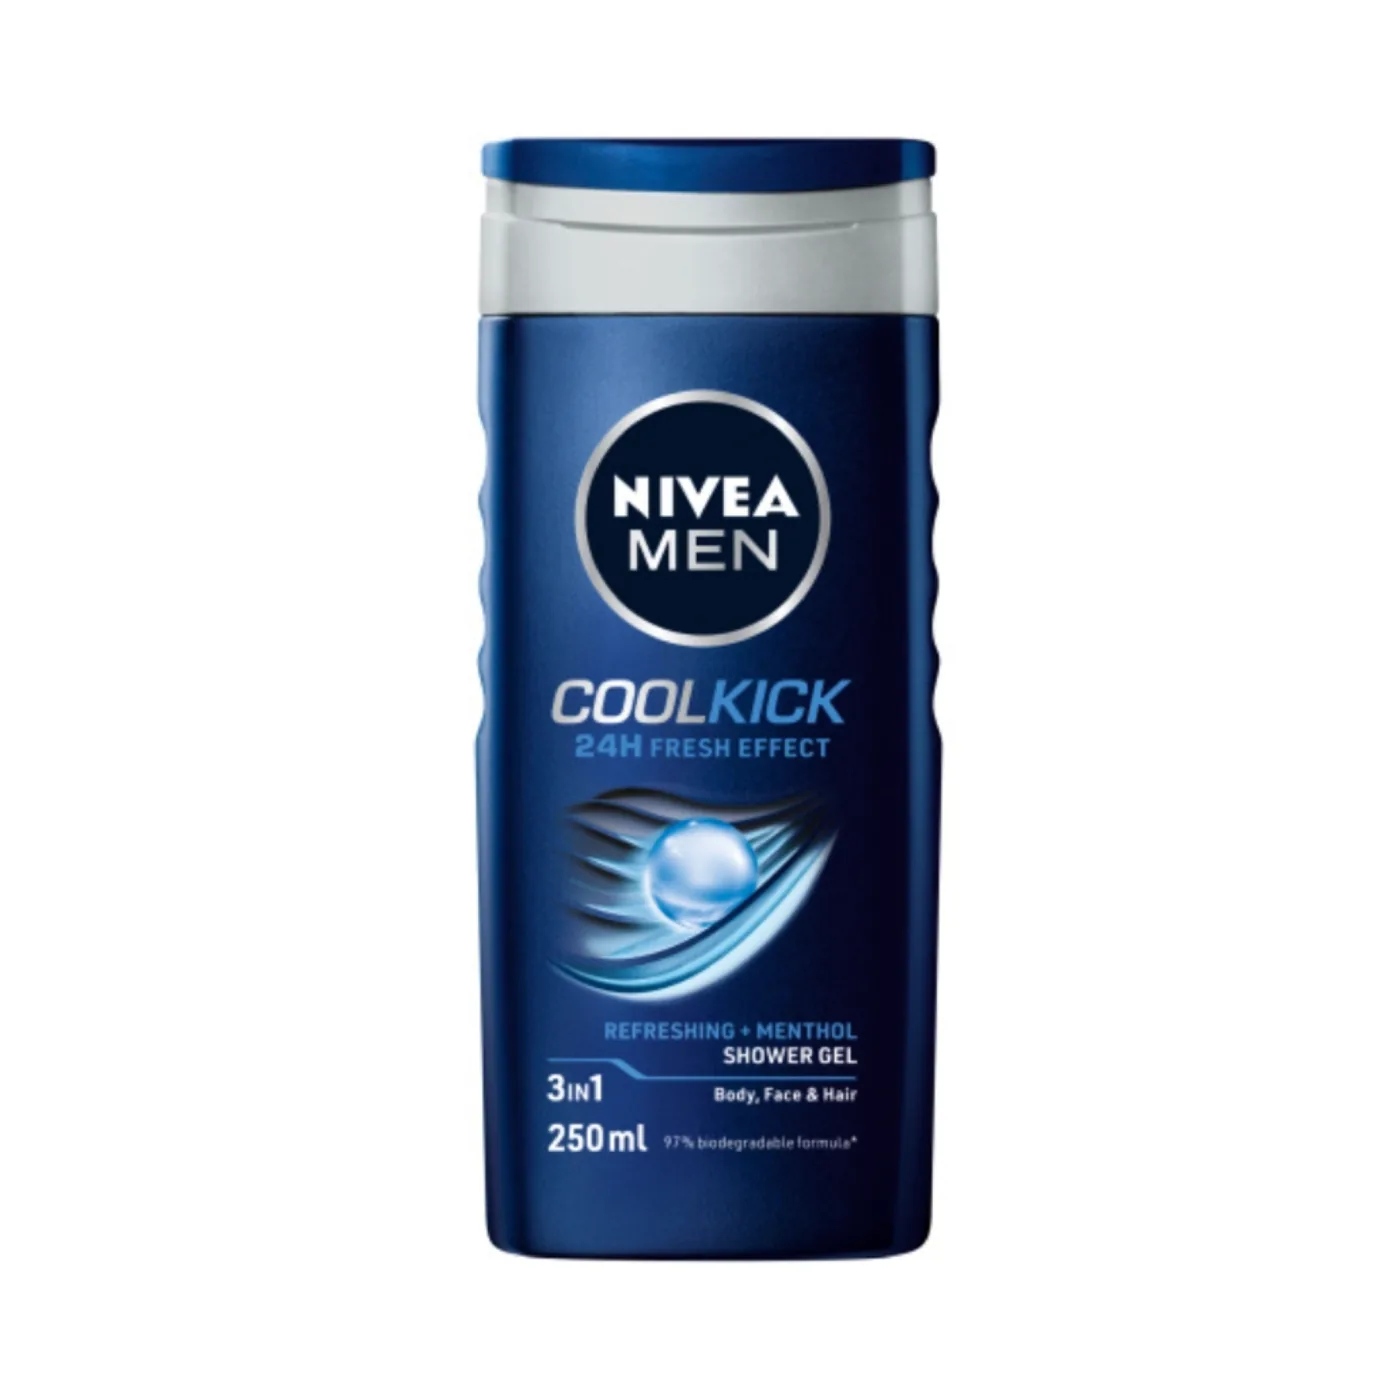 NIVEA
MEN
COOLKICK
24H FRESH EFFECT
REFRESHING + MENTHOL
SHOWER GEL
3IN1
Body, Face & Hair
250ml
97% biodegradable formula*